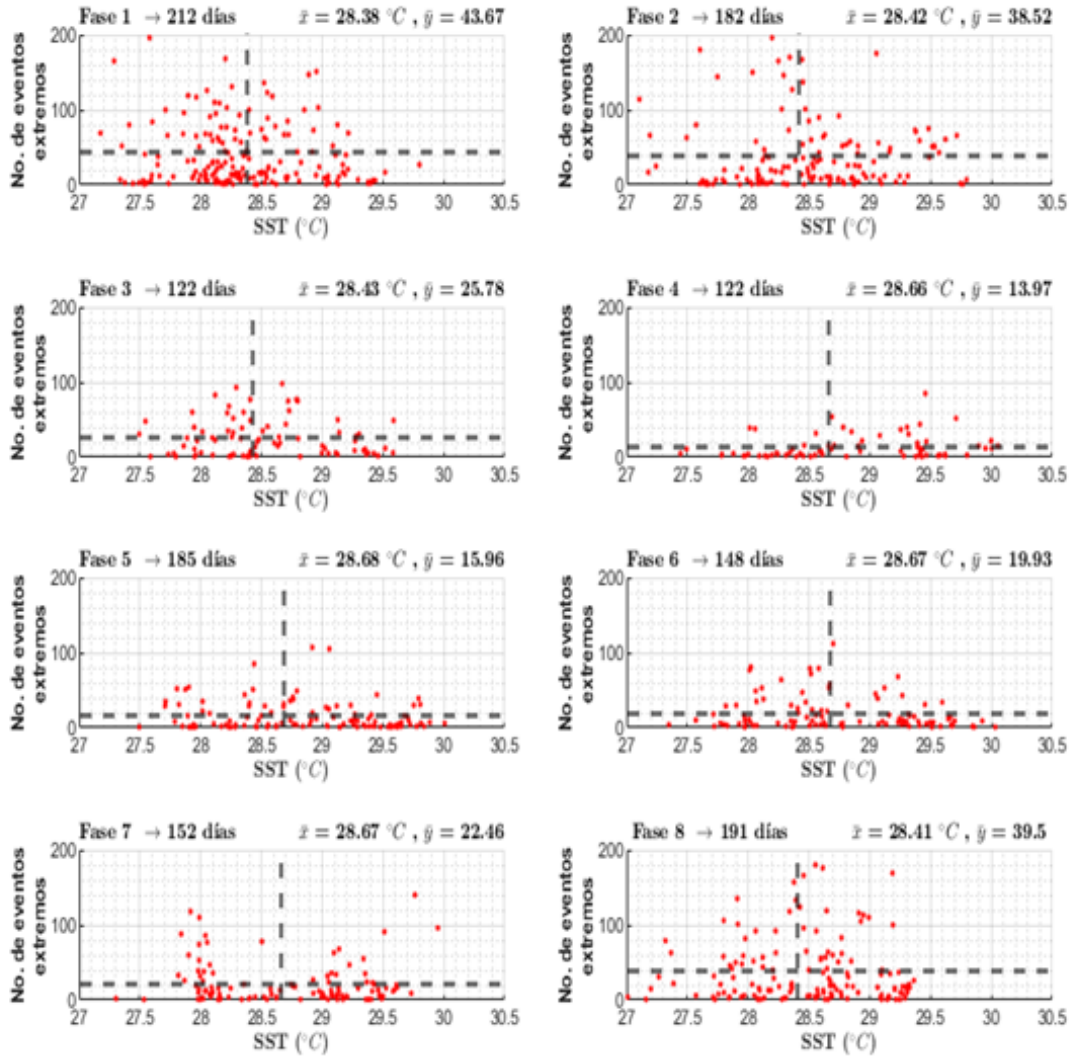 Fase 1 → 212 días x̄ = 28.38 °C , ȳ = 43.67
No. de eventos
extremos
200
100
0
27 27.5 28 28.5 29 29.5 30 30.5
SST (°C)
Fase 2 → 182 días x̄ = 28.42 °C , ȳ = 38.52
No. de eventos
extremos
200
100
0
27 27.5 28 28.5 29 29.5 30 30.5
SST (°C)
Fase 3 → 122 días x̄ = 28.43 °C , ȳ = 25.78
No. de eventos
extremos
200
100
0
27 27.5 28 28.5 29 29.5 30 30.5
SST (°C)
Fase 4 → 122 días x̄ = 28.66 °C , ȳ = 13.97
No. de eventos
extremos
200
100
0
27 27.5 28 28.5 29 29.5 30 30.5
SST (°C)
Fase 5 → 185 días x̄ = 28.68 °C , ȳ = 15.96
No. de eventos
extremos
200
100
0
27 27.5 28 28.5 29 29.5 30 30.5
SST (°C)
Fase 6 → 148 días x̄ = 28.67 °C , ȳ = 19.93
No. de eventos
extremos
200
100
0
27 27.5 28 28.5 29 29.5 30 30.5
SST (°C)
Fase 7 → 152 días x̄ = 28.67 °C , ȳ = 22.46
No. de eventos
extremos
200
100
0
27 27.5 28 28.5 29 29.5 30 30.5
SST (°C)
Fase 8 → 191 días x̄ = 28.41 °C , ȳ = 39.5
No. de eventos
extremos
200
100
0
27 27.5 28 28.5 29 29.5 30 30.5
SST (°C)